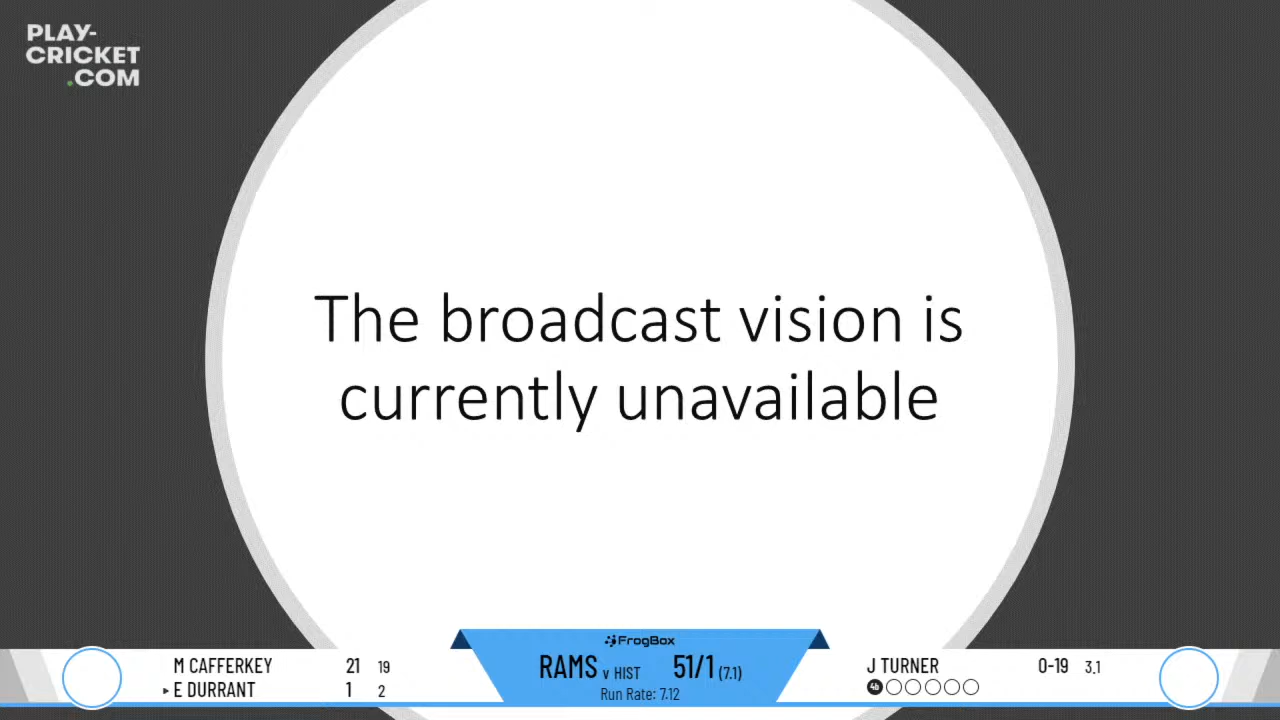 PLAY-
CRICKET
.COM
The broadcast vision is
currently unavailable
FrogBox
M CAFFERKEY 21 19
E DURRANT 1 2
RAMS v HIST 51/1 (7.1)
Run Rate: 7.12
J TURNER 0-19 3.1
4b